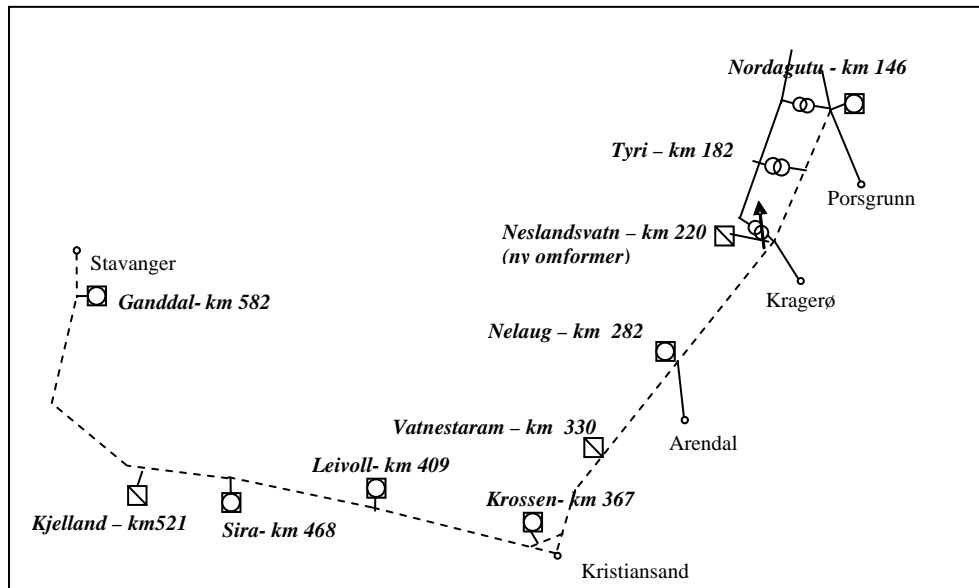 Nordagutu - km 146
Tyri – km 182
Porsgrunn
Neslandsvatn – km 220
(ny omformer)
Stavanger
Ganddal- km 582
Kragerø
Nelaug – km 282
Vatnestaram – km 330
Arendal
Leivoll- km 409
Krossen- km 367
Kjelland – km521
Sira- km 468
Kristiansand